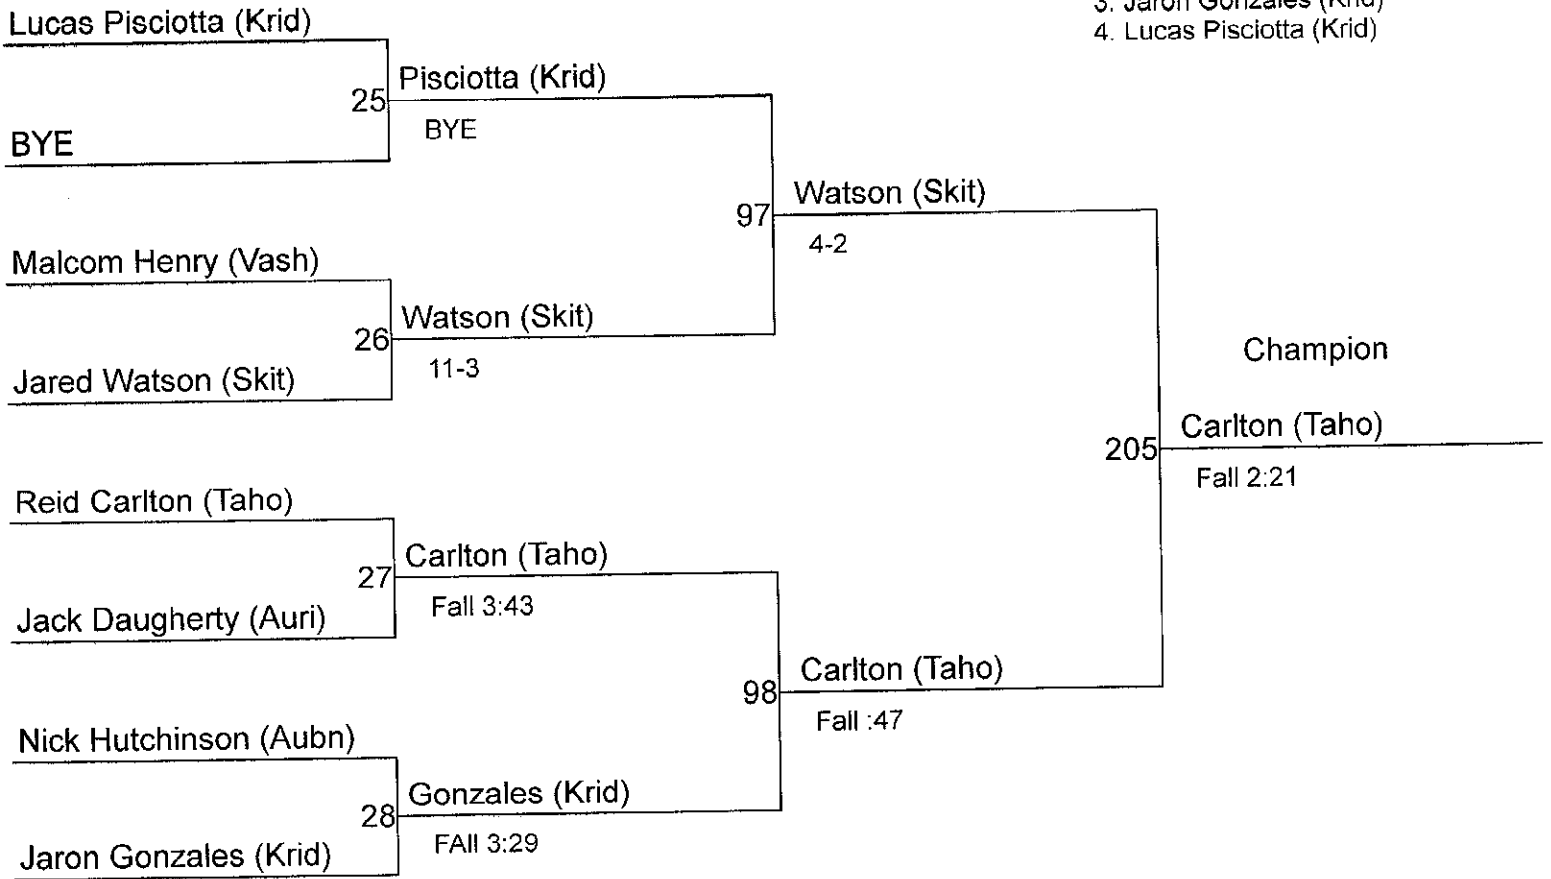 3. Jaron Gonzales (Krid)
4. Lucas Pisciotta (Krid)
Lucas Pisciotta (Krid)
25
Pisciotta (Krid)
BYE
BYE
97
Watson (Skit)
4-2
Malcom Henry (Vash)
26
Watson (Skit)
11-3
Jared Watson (Skit)
Champion
205
Carlton (Taho)
Fall 2:21
Reid Carlton (Taho)
27
Carlton (Taho)
Fall 3:43
Jack Daugherty (Auri)
98
Carlton (Taho)
Fall :47
Nick Hutchinson (Aubn)
28
Gonzales (Krid)
FAll 3:29
Jaron Gonzales (Krid)